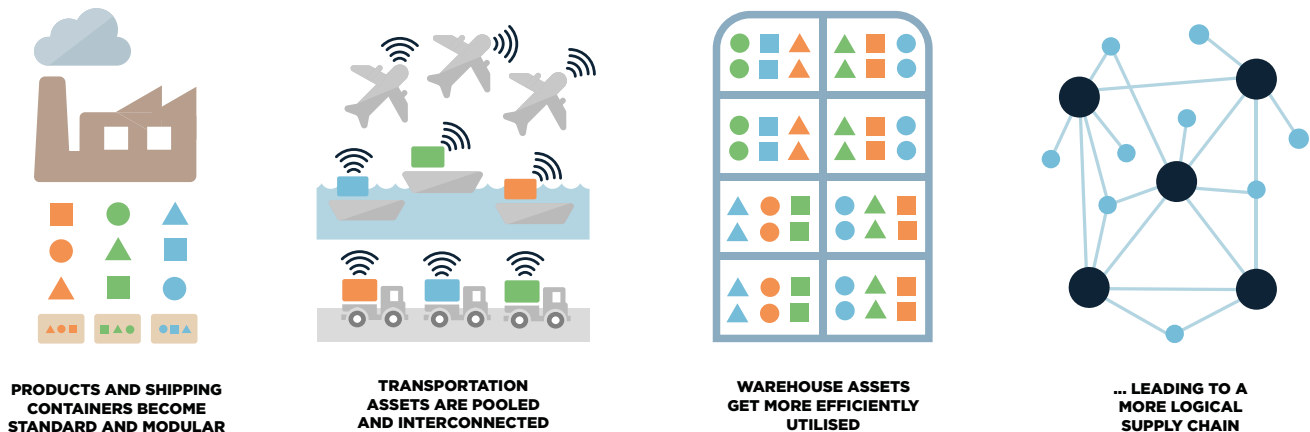 PRODUCTS AND SHIPPING
CONTAINERS BECOME
STANDARD AND MODULAR
TRANSPORTATION
ASSETS ARE POOLED
AND INTERCONNECTED
WAREHOUSE ASSETS
GET MORE EFFICIENTLY
UTILISED
... LEADING TO A
MORE LOGICAL
SUPPLY CHAIN